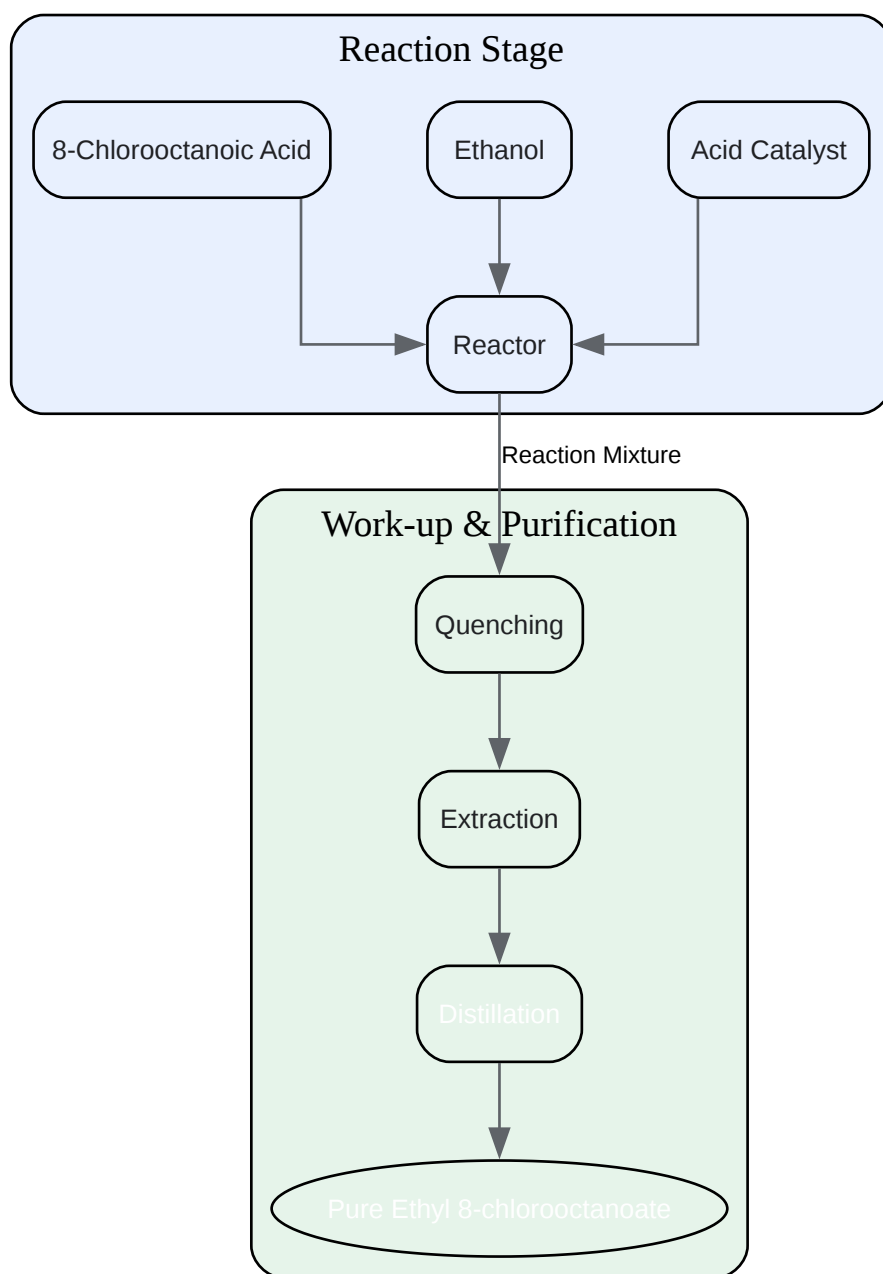 Reaction Stage
8-Chlorooctanoic Acid
Ethanol
Acid Catalyst
Reactor
Reaction Mixture
Work-up & Purification
Quenching
Extraction
Distillation
Pure Ethyl 8-chlorooctanoate